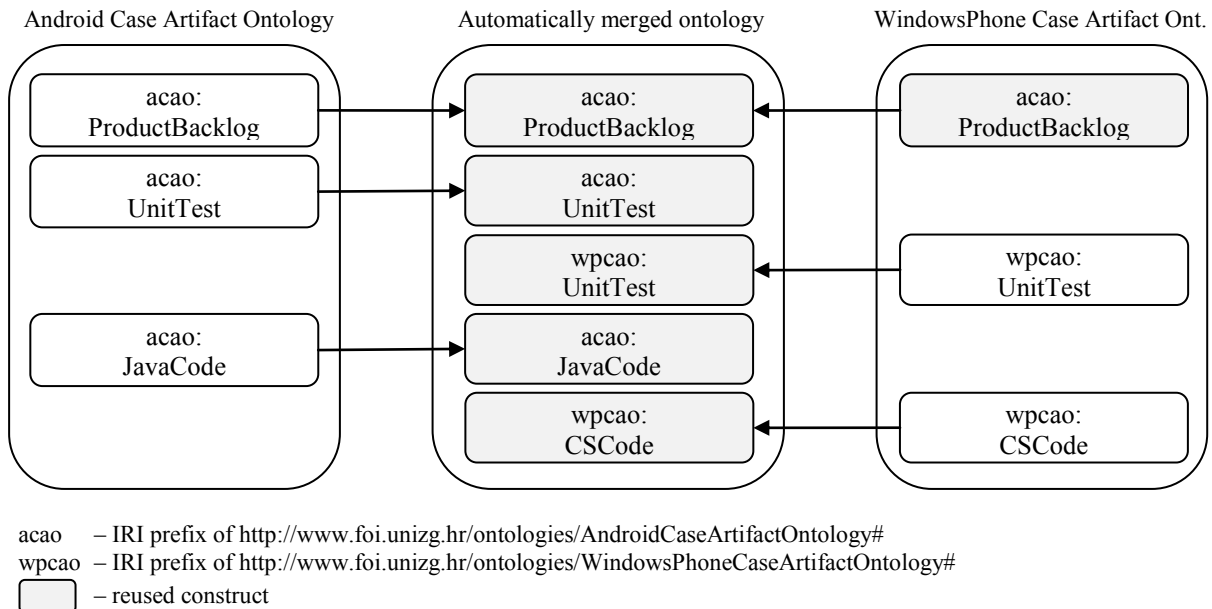 Android Case Artifact Ontology
Automatically merged ontology
WindowsPhone Case Artifact Ont.
acao:
ProductBacklog
acao:
ProductBacklog
acao:
ProductBacklog
acao:
UnitTest
acao:
UnitTest
wpcao:
UnitTest
wpcao:
UnitTest
acao:
JavaCode
acao:
JavaCode
wpcao:
CSCode
wpcao:
CSCode
acao – IRI prefix of http://www.foi.unizg.hr/ontologies/AndroidCaseArtifactOntology#
wpcao – IRI prefix of http://www.foi.unizg.hr/ontologies/WindowsPhoneCaseArtifactOntology#
– reused construct